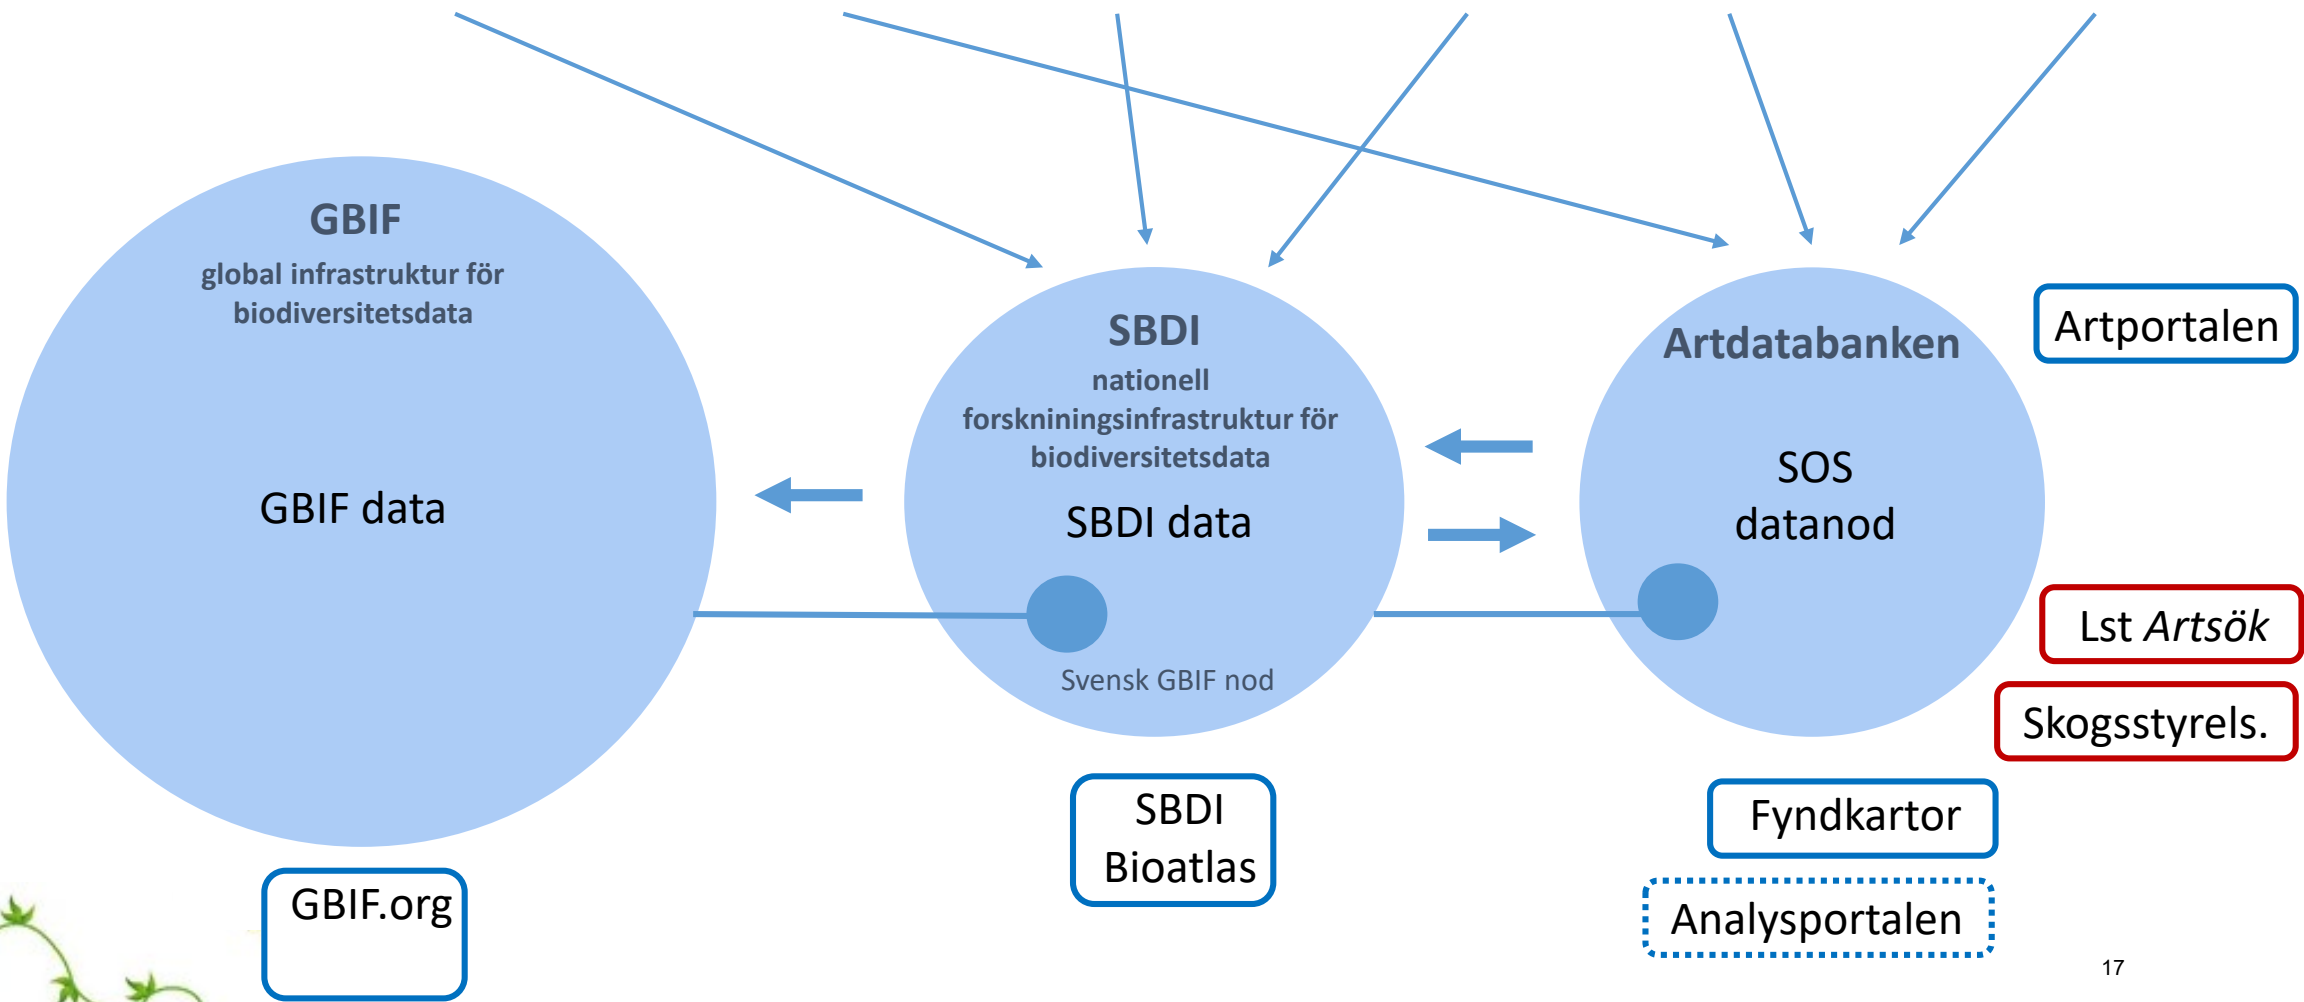 GBIF
global infrastruktur för
biodiversitetsdata
GBIF data
GBIF.org
SBDI
nationell
forskniningsinfrastruktur för
biodiversitetsdata
SBDI data
Svensk GBIF nod
SBDI
Bioatlas
Artdatabanken
SOS
datanod
Artportalen
Lst Artsök
Skogsstyrels.
Fyndkartor
Analysportalen
17